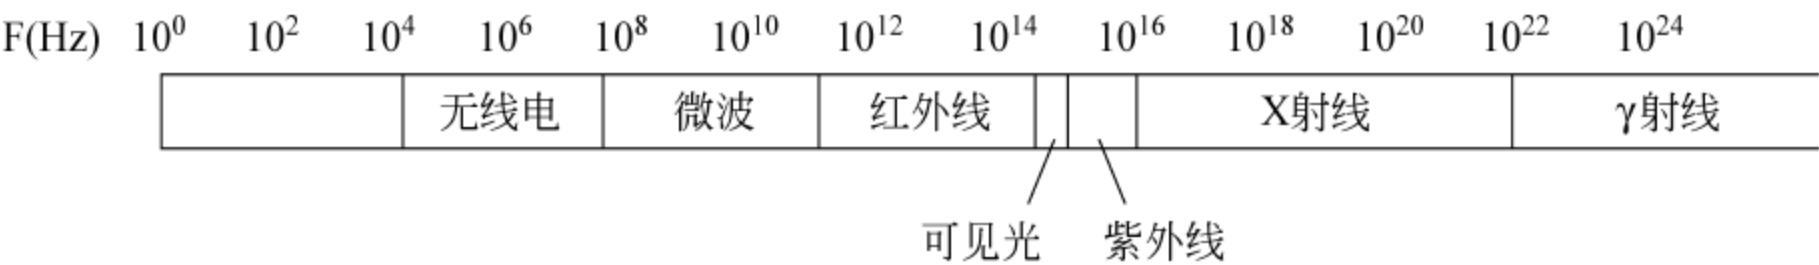 F(Hz) 10⁰ 10² 10⁴ 10⁶ 10⁸ 10¹⁰ 10¹² 10¹⁴ 10¹⁶ 10¹⁸ 10²⁰ 10²² 10²⁴
无线电 微波 红外线 X射线 γ射线
可见光 紫外线